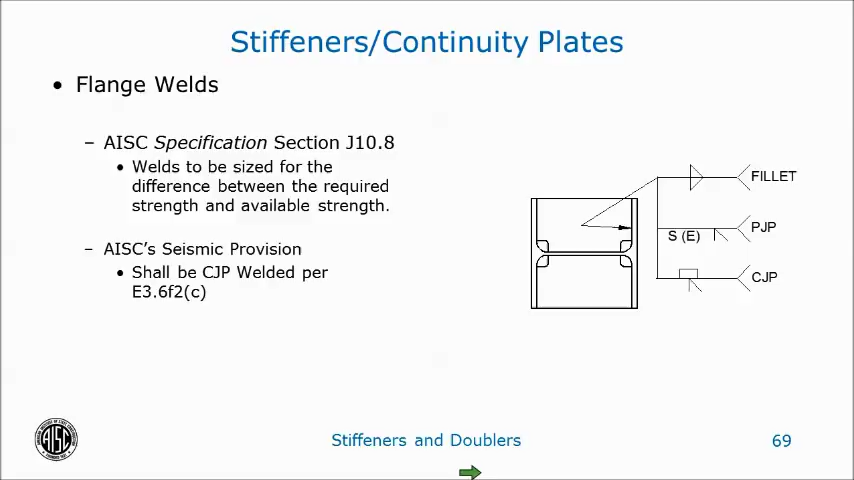 Stiffeners/Continuity Plates
• Flange Welds
– AISC Specification Section J10.8
• Welds to be sized for the
difference between the required
strength and available strength.
– AISC's Seismic Provision
• Shall be CJP Welded per
E3.6f2(c)
FILLET
S (E)
PJP
CJP
AISC
Stiffeners and Doublers
69